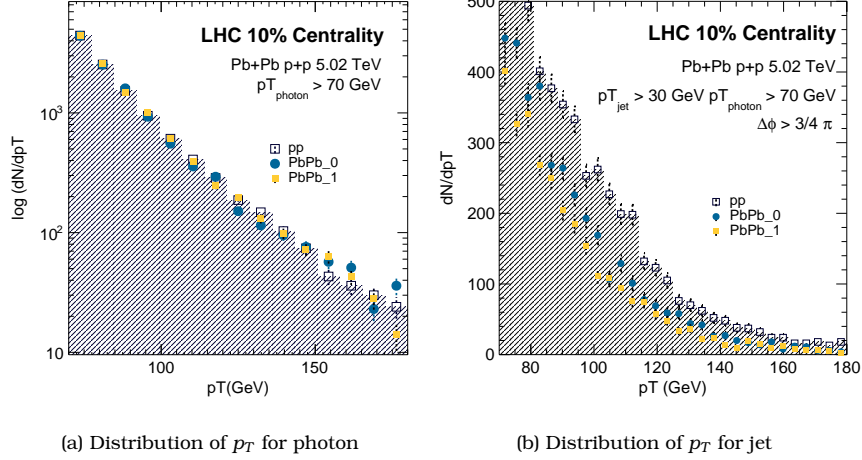 LHC 10% Centrality
Pb+Pb p+p 5.02 TeV
pT_photon > 70 GeV
pp
PbPb_0
PbPb_1
log (dN/dpT)
10^3
10^2
10
100
150
pT(GeV)
(a) Distribution of p_T for photon
LHC 10% Centrality
Pb+Pb p+p 5.02 TeV
pT_jet > 30 GeV pT_photon > 70 GeV
Δϕ > 3/4 π
pp
PbPb_0
PbPb_1
dN/dpT
500
400
300
200
100
0
80
100
120
140
160
180
pT (GeV)
(b) Distribution of p_T for jet